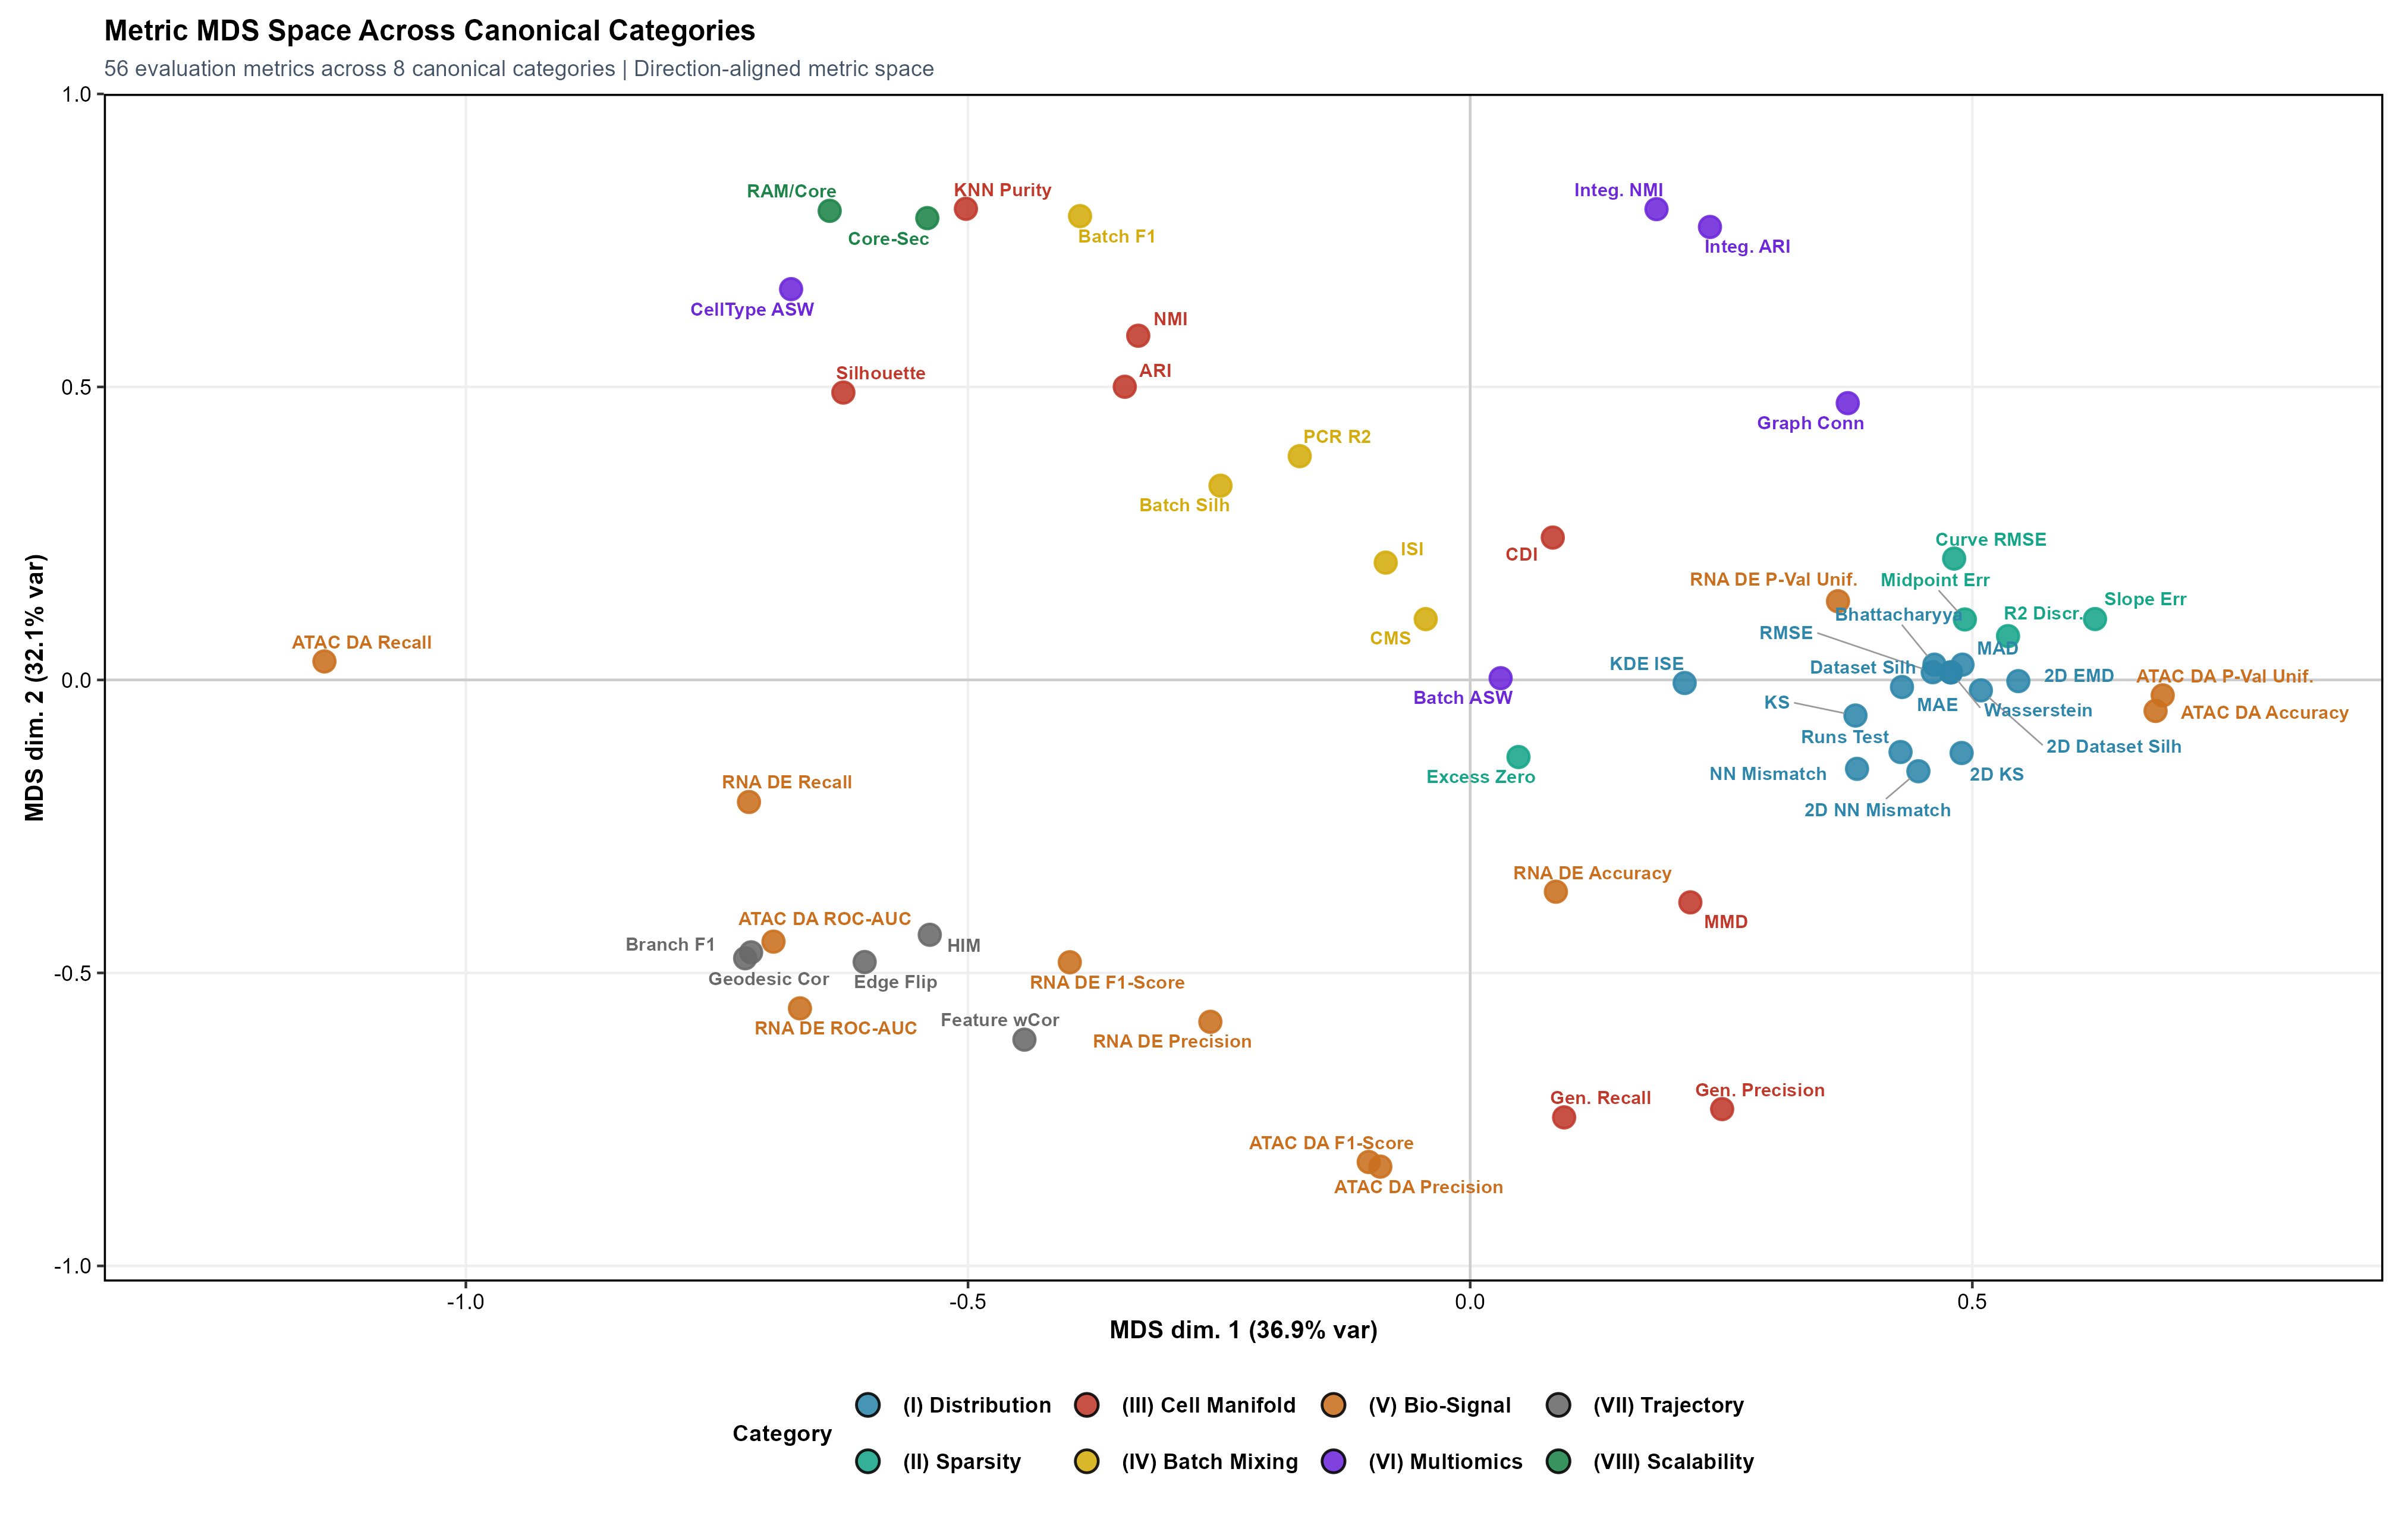 Metric MDS Space Across Canonical Categories
56 evaluation metrics across 8 canonical categories | Direction-aligned metric space
MDS dim. 2 (32.1% var)
1.0
0.5
0.0
-0.5
-1.0
RAM/Core
KNN Purity
Integ. NMI
Core-Sec
Batch F1
Integ. ARI
CellType ASW
NMI
Silhouette
ARI
Graph Conn
PCR R2
Batch Silh
Curve RMSE
ISI
CDI
RNA DE P-Val Unif.
Midpoint Err
Slope Err
Bhattacharyya
R2 Discr.
RMSE
CMS
ATAC DA Recall
MAD
KDE ISE
Dataset Silh
2D EMD
ATAC DA P-Val Unif.
Batch ASW
KS
MAE
Wasserstein
ATAC DA Accuracy
Runs Test
2D Dataset Silh
Excess Zero
NN Mismatch
2D KS
RNA DE Recall
2D NN Mismatch
RNA DE Accuracy
ATAC DA ROC-AUC
MMD
Branch F1
HIM
Geodesic Cor
Edge Flip
RNA DE F1-Score
RNA DE ROC-AUC
Feature wCor
RNA DE Precision
Gen. Recall
Gen. Precision
ATAC DA F1-Score
ATAC DA Precision
-1.0
-0.5
0.0
0.5
MDS dim. 1 (36.9% var)
Category
(I) Distribution
(III) Cell Manifold
(V) Bio-Signal
(VII) Trajectory
(II) Sparsity
(IV) Batch Mixing
(VI) Multiomics
(VIII) Scalability